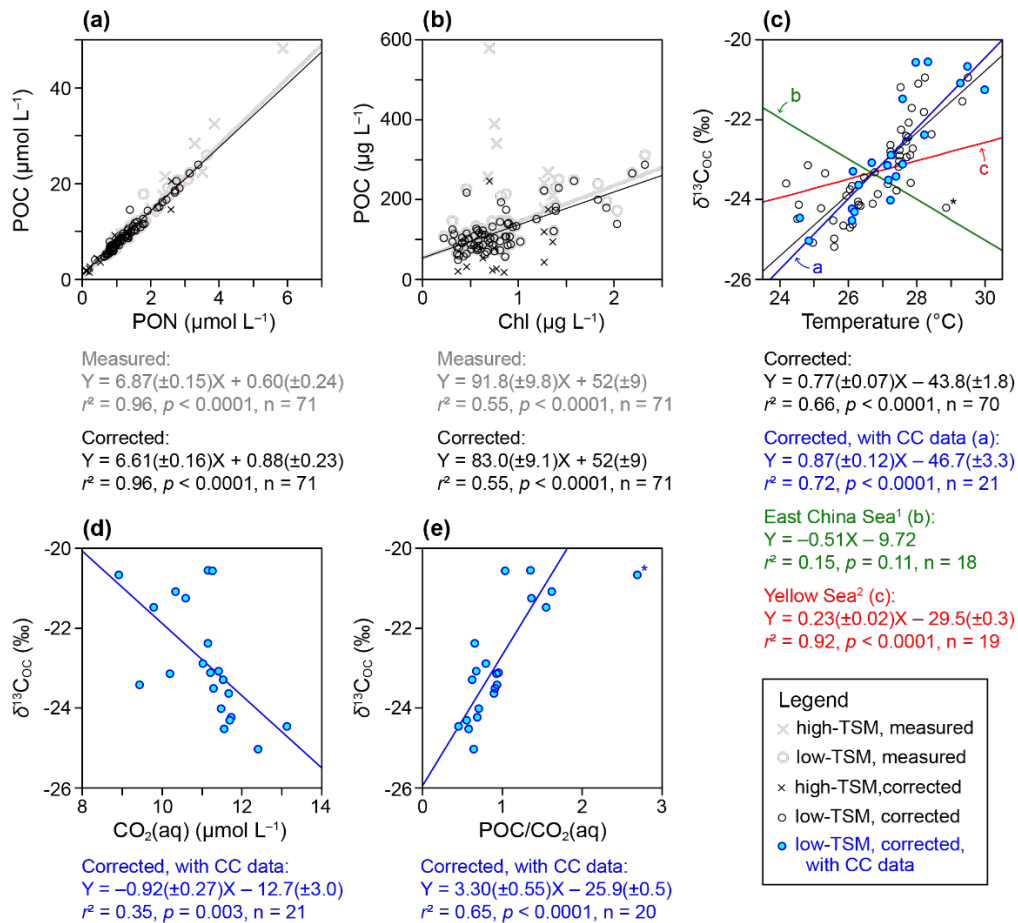 (a)
POC (µmol L⁻¹)
40
20
0
0 2 4 6
PON (µmol L⁻¹)
Measured:
Y = 6.87(±0.15)X + 0.60(±0.24)
r² = 0.96, p < 0.0001, n = 71
Corrected:
Y = 6.61(±0.16)X + 0.88(±0.23)
r² = 0.96, p < 0.0001, n = 71
(b)
POC (µg L⁻¹)
600
400
200
0
0 1 2
Chl (µg L⁻¹)
Measured:
Y = 91.8(±9.8)X + 52(±9)
r² = 0.55, p < 0.0001, n = 71
Corrected:
Y = 83.0(±9.1)X + 52(±9)
r² = 0.55, p < 0.0001, n = 71
(c)
δ¹³C_OC (‰)
-20
-22
-24
-26
b
c
*
a
24 26 28 30
Temperature (°C)
Corrected:
Y = 0.77(±0.07)X − 43.8(±1.8)
r² = 0.66, p < 0.0001, n = 70
Corrected, with CC data (a):
Y = 0.87(±0.12)X − 46.7(±3.3)
r² = 0.72, p < 0.0001, n = 21
East China Sea¹ (b):
Y = −0.51X − 9.72
r² = 0.15, p = 0.11, n = 18
Yellow Sea² (c):
Y = 0.23(±0.02)X − 29.5(±0.3)
r² = 0.92, p < 0.0001, n = 19
(d)
δ¹³C_OC (‰)
-20
-22
-24
-26
8 10 12 14
CO₂(aq) (µmol L⁻¹)
Corrected, with CC data:
Y = −0.92(±0.27)X − 12.7(±3.0)
r² = 0.35, p = 0.003, n = 21
(e)
δ¹³C_OC (‰)
-20
-22
-24
-26
*
0 1 2 3
POC/CO₂(aq)
Corrected, with CC data:
Y = 3.30(±0.55)X − 25.9(±0.5)
r² = 0.65, p < 0.0001, n = 20
Legend
high-TSM, measured
low-TSM, measured
high-TSM,corrected
low-TSM, corrected
low-TSM, corrected,
with CC data